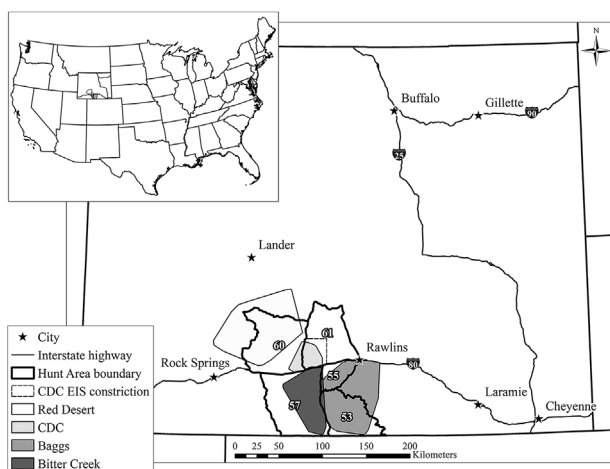 Buffalo
Gillette
90
25
Lander
60
61
Rock Springs
Rawlins
55
80
57
53
Laramie
Cheyenne
City
Interstate highway
Hunt Area boundary
CDC EIS constriction
Red Desert
CDC
Baggs
Bitter Creek
0 25 50 100 150 200
Kilometers
N